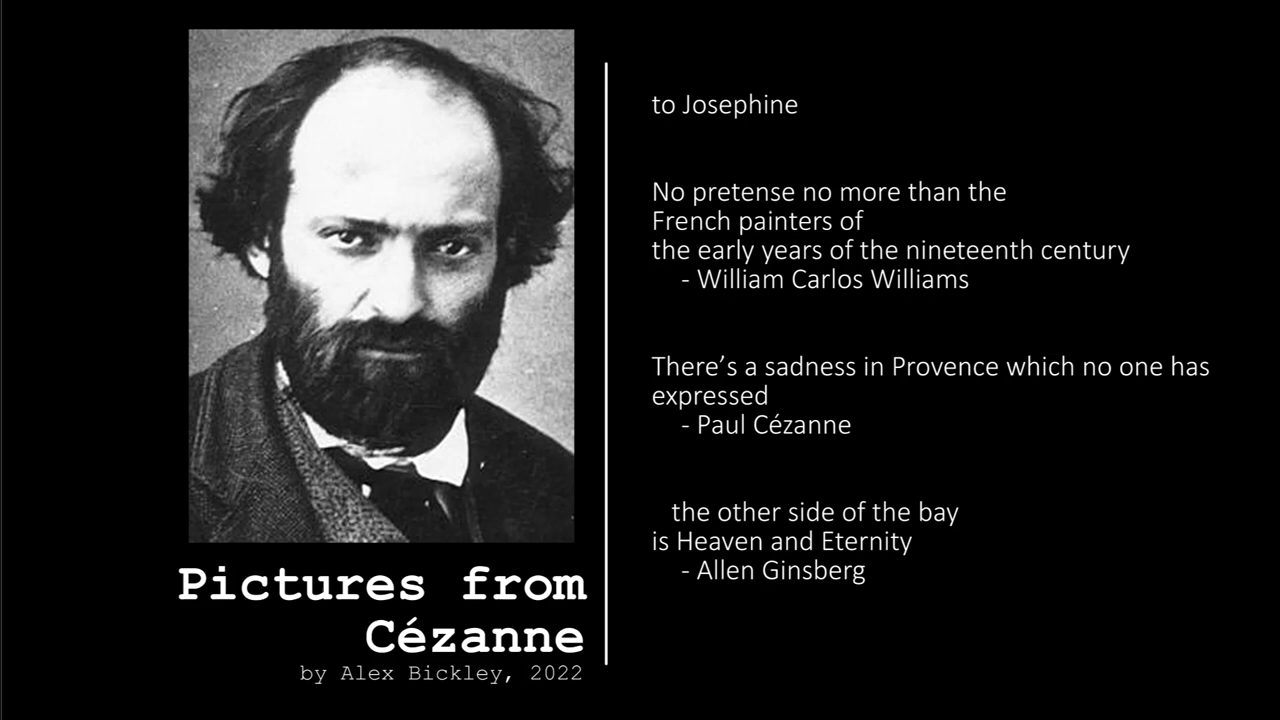 Pictures from
Cézanne
by Alex Bickley, 2022
to Josephine
No pretense no more than the
French painters of
the early years of the nineteenth century
- William Carlos Williams
There’s a sadness in Provence which no one has
expressed
- Paul Cézanne
the other side of the bay
is Heaven and Eternity
- Allen Ginsberg